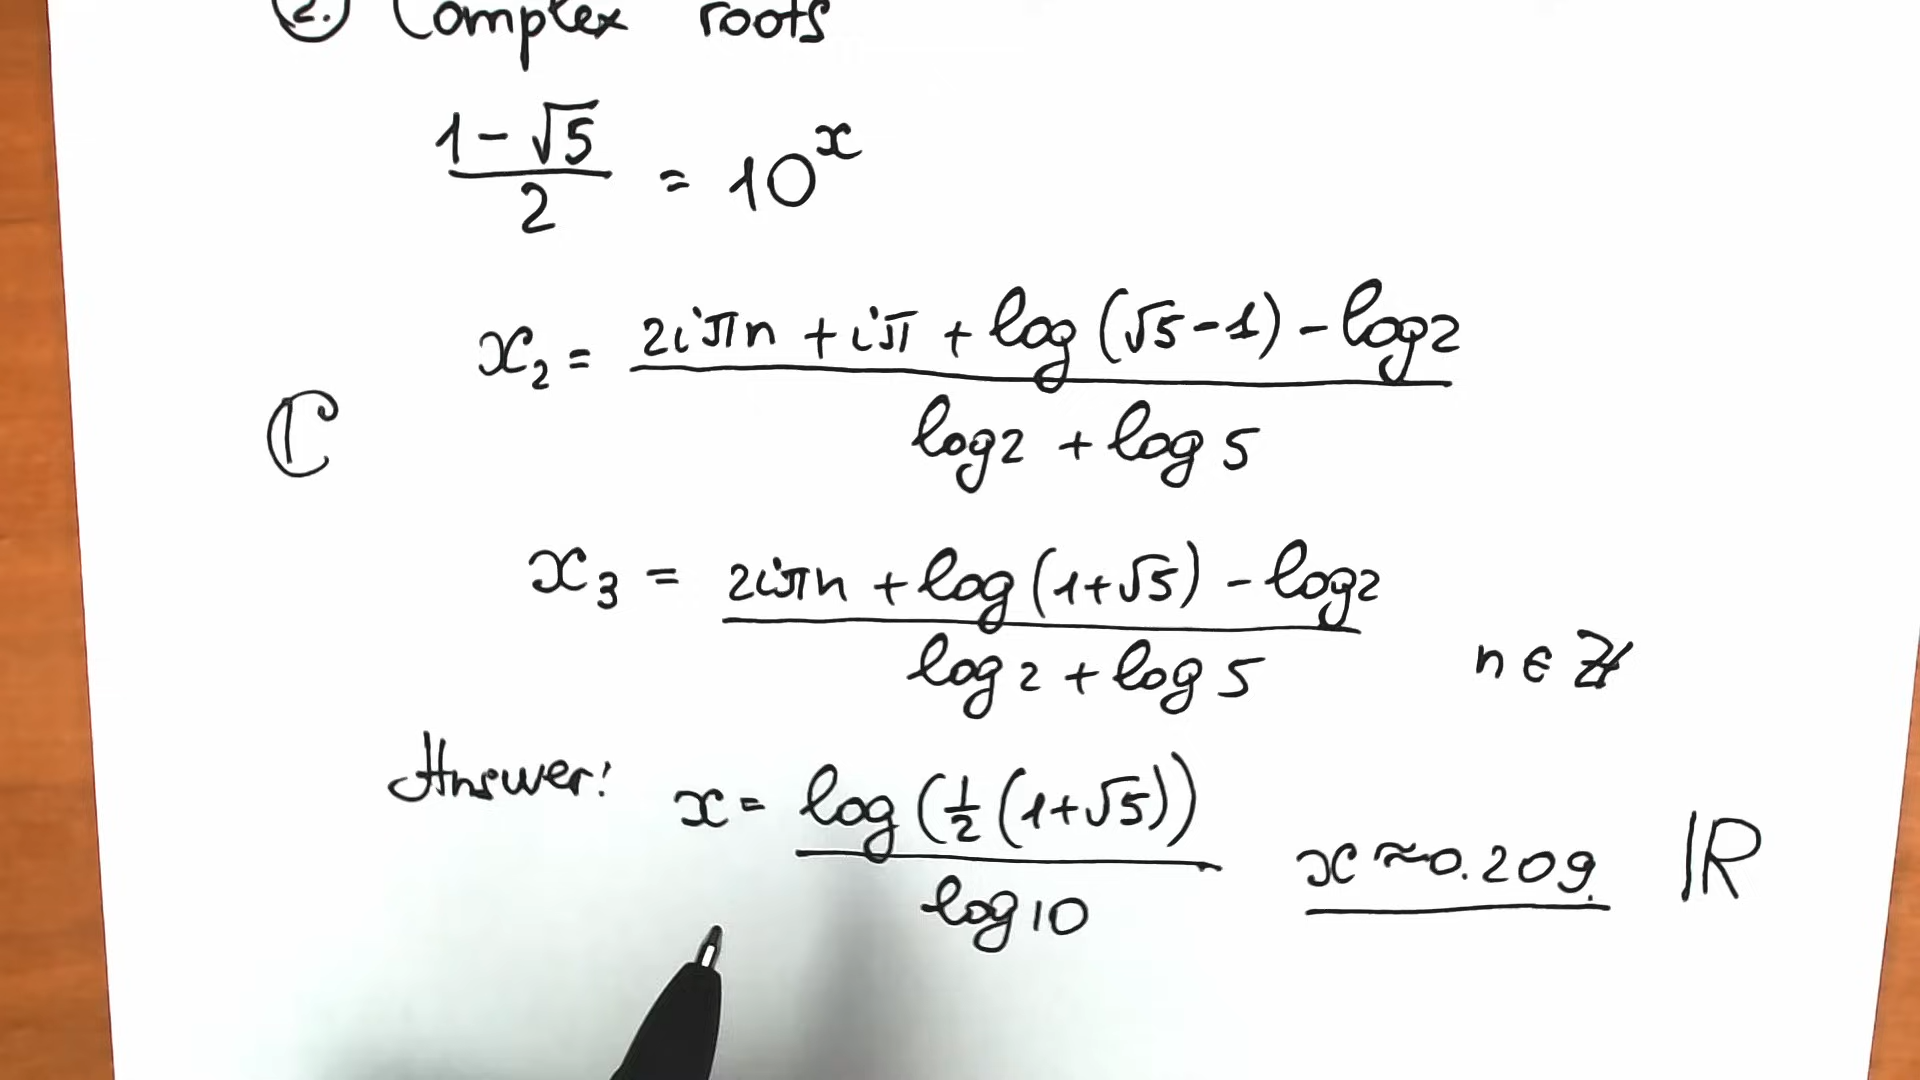 2. Complex roots
(1-√5)/2 = 10^x
x₂ = (2iπn + iπ + log(√5-1) - log2)/(log2 + log5)
ℂ
x₃ = (2iπn + log(1+√5) - log2)/(log2 + log5) n∈ℤ
Answer: x = log(½(1+√5))/log10 x≈0.209 ℝ